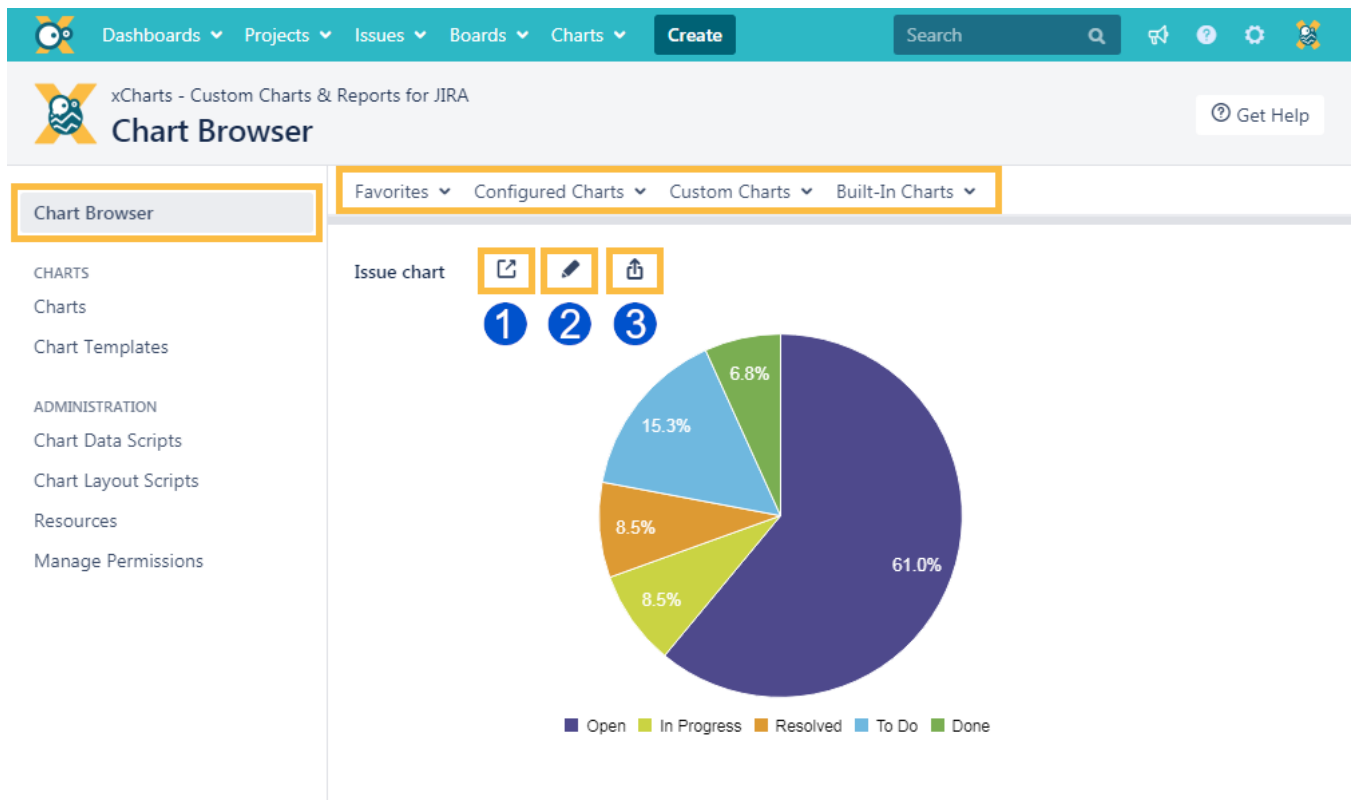 Dashboards Projects Issues Boards Charts Create Search
xCharts - Custom Charts & Reports for JIRA
Chart Browser
Get Help
Favorites Configured Charts Custom Charts Built-In Charts
Chart Browser
CHARTS
Charts
Chart Templates
ADMINISTRATION
Chart Data Scripts
Chart Layout Scripts
Resources
Manage Permissions
Issue chart
1 2 3
6.8%
15.3%
8.5%
61.0%
8.5%
Open In Progress Resolved To Do Done